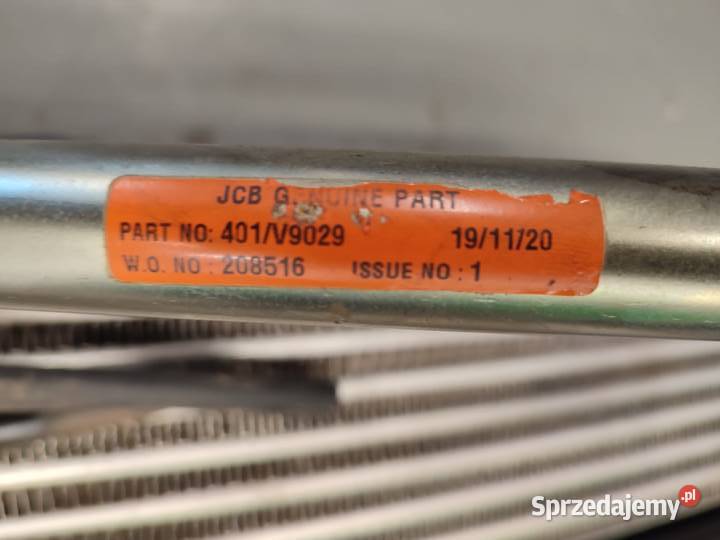 JCB GENUINE PART
PART NO: 401/V9029 19/11/20
W.O. NO : 208516 ISSUE NO : 1
Sprzedajemy.pl